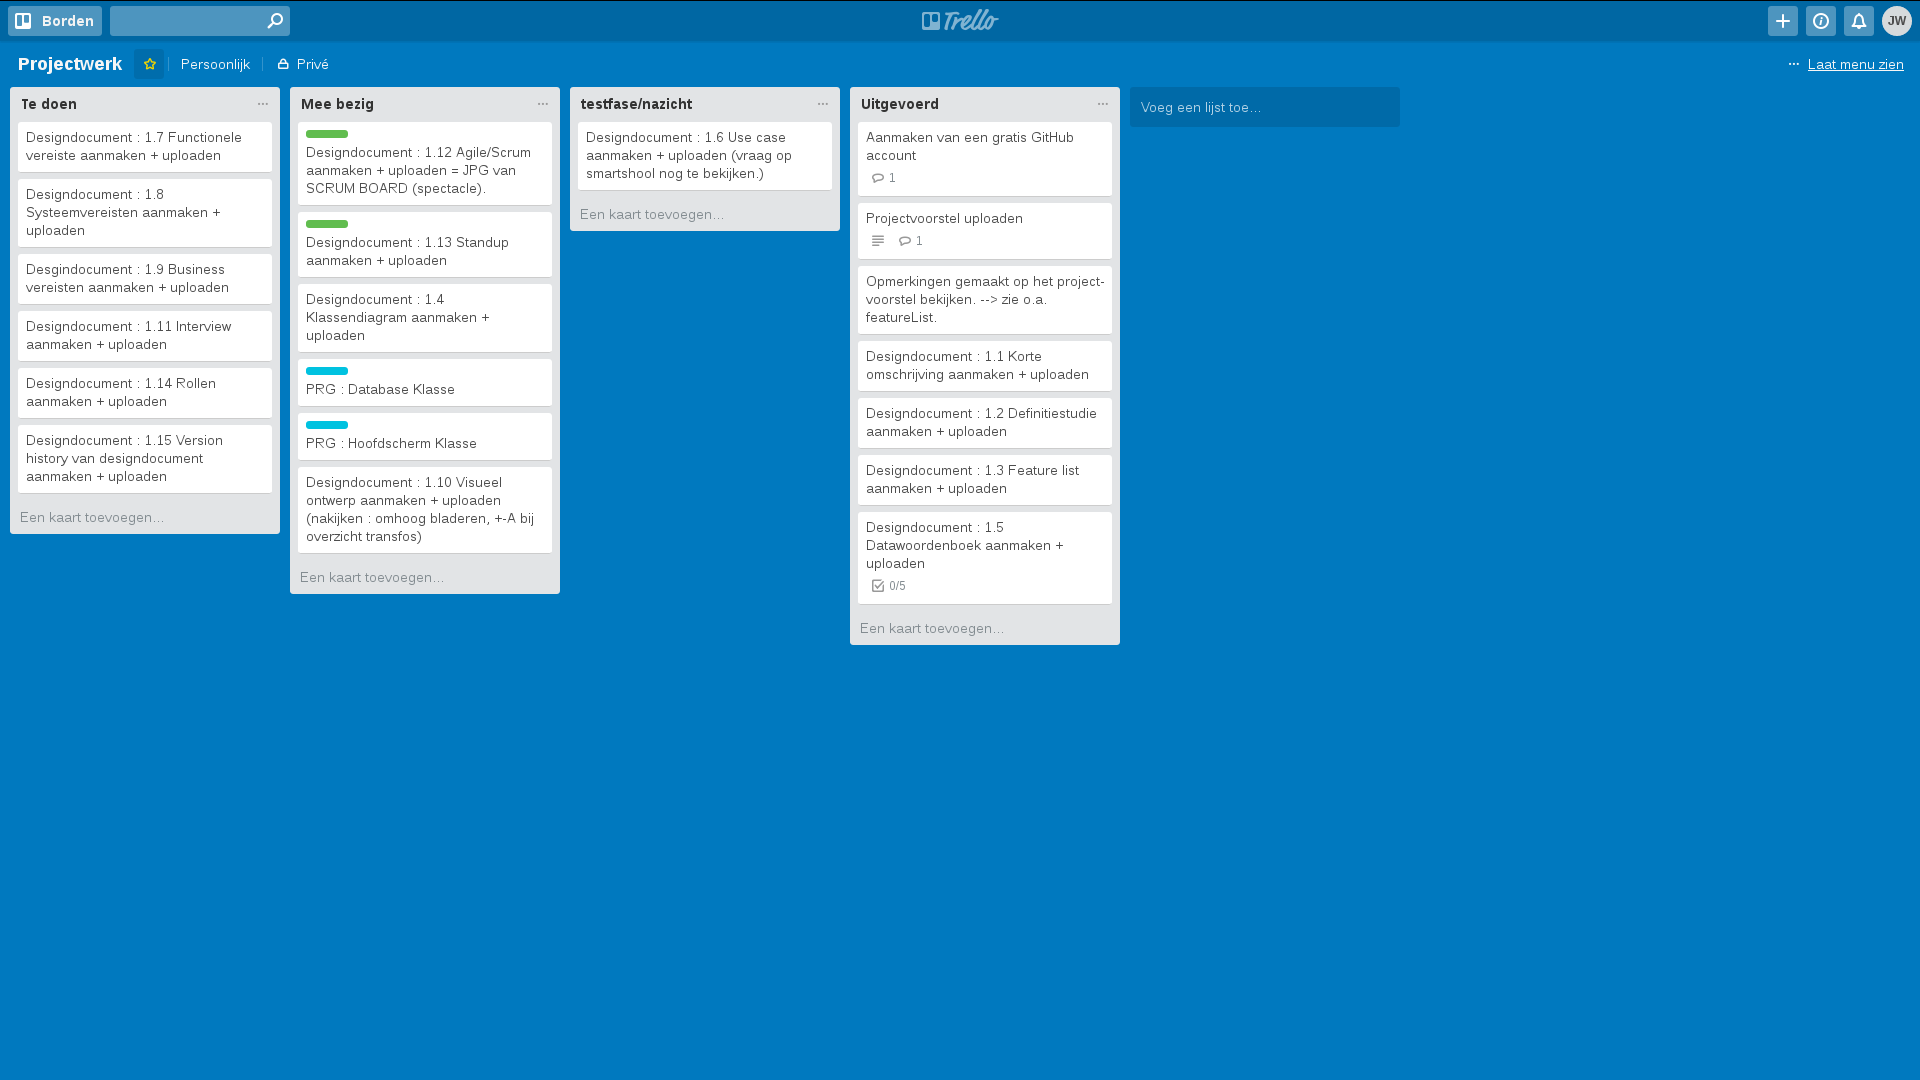 Borden
Trello
JW
Projectwerk
Persoonlijk
Privé
Laat menu zien
Te doen
Designdocument : 1.7 Functionele
vereiste aanmaken + uploaden
Designdocument : 1.8
Systeemvereisten aanmaken +
uploaden
Desgindocument : 1.9 Business
vereisten aanmaken + uploaden
Designdocument : 1.11 Interview
aanmaken + uploaden
Designdocument : 1.14 Rollen
aanmaken + uploaden
Designdocument : 1.15 Version
history van designdocument
aanmaken + uploaden
Een kaart toevoegen...
Mee bezig
Designdocument : 1.12 Agile/Scrum
aanmaken + uploaden = JPG van
SCRUM BOARD (spectacle).
Designdocument : 1.13 Standup
aanmaken + uploaden
Designdocument : 1.4
Klassendiagram aanmaken +
uploaden
PRG : Database Klasse
PRG : Hoofdscherm Klasse
Designdocument : 1.10 Visueel
ontwerp aanmaken + uploaden
(nakijken : omhoog bladeren, +-A bij
overzicht transfos)
Een kaart toevoegen...
testfase/nazicht
Designdocument : 1.6 Use case
aanmaken + uploaden (vraag op
smartshool nog te bekijken.)
Een kaart toevoegen...
Uitgevoerd
Aanmaken van een gratis GitHub
account
1
Projectvoorstel uploaden
1
Opmerkingen gemaakt op het project-
voorstel bekijken. --> zie o.a.
featureList.
Designdocument : 1.1 Korte
omschrijving aanmaken + uploaden
Designdocument : 1.2 Definitiestudie
aanmaken + uploaden
Designdocument : 1.3 Feature list
aanmaken + uploaden
Designdocument : 1.5
Datawoordenboek aanmaken +
uploaden
0/5
Een kaart toevoegen...
Voeg een lijst toe...